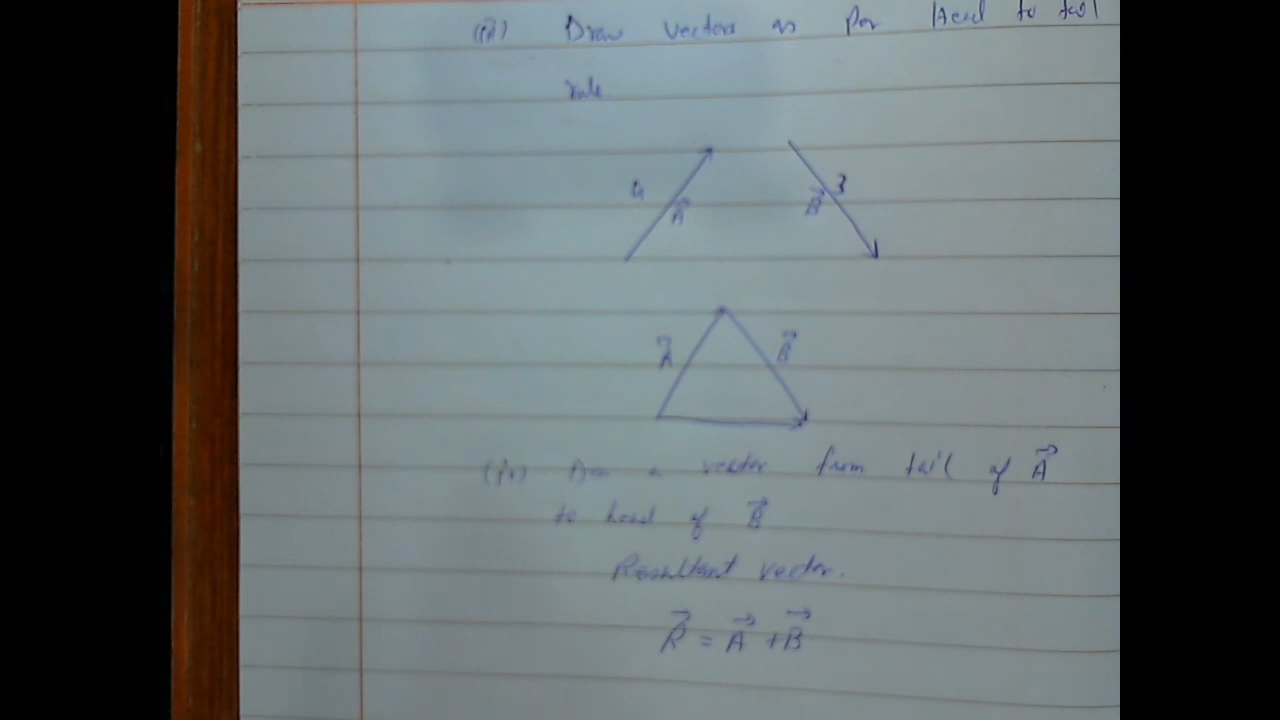 (iii) Draw vectors as per Head to tail
rule
4
A⃗
B⃗
3
A⃗
B⃗
(iv) Draw a vector from tail of A⃗
to head of B⃗
Resultant vector.
R⃗ = A⃗ + B⃗